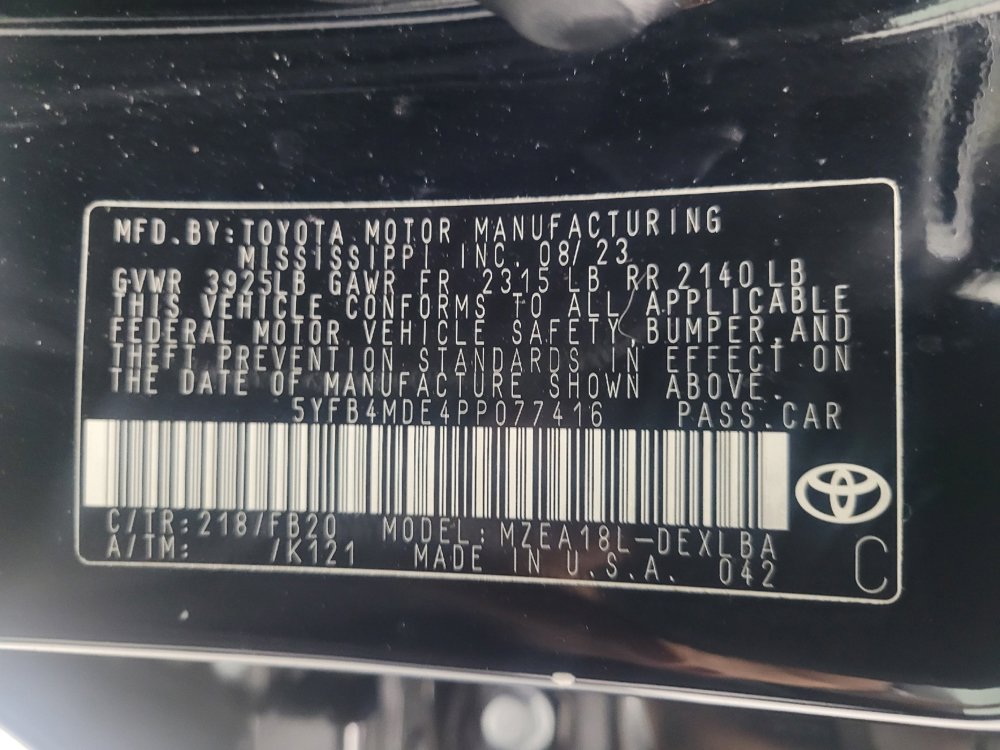 MFD.BY:TOYOTA MOTOR MANUFACTURING
MISSISSIPPI INC. 08/23
GVWR 3925LB GAWR FR 2315 LB RR 2140 LB
THIS VEHICLE CONFORMS TO ALL APPLICABLE
FEDERAL MOTOR VEHICLE SAFETY,BUMPER,AND
THEFT PREVENTION STANDARDS IN EFFECT ON
THE DATE OF MANUFACTURE SHOWN ABOVE.
5YFB4MDE4PP077416 PASS.CAR
C/TR:218/FB20 MODEL:MZEA18L-DEXLBA
A/TM: /K121 MADE IN U.S.A. 042 C